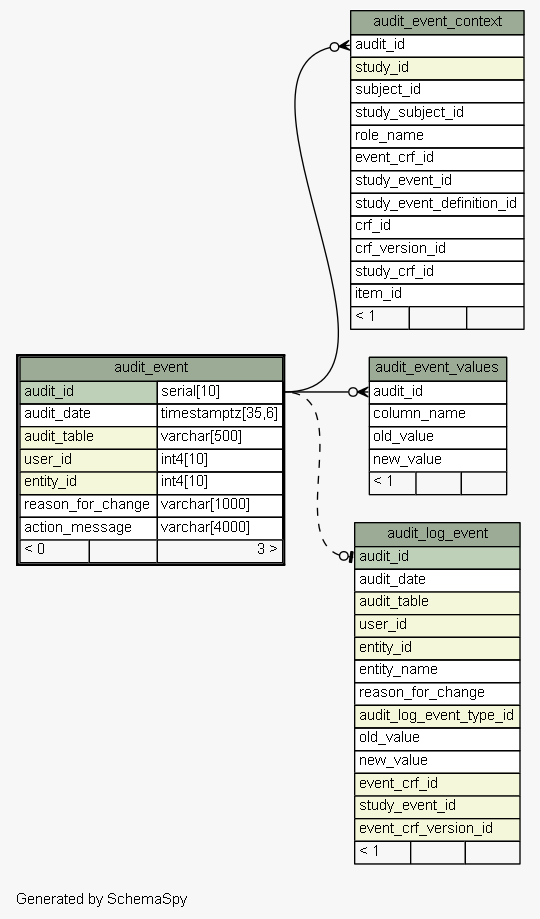 audit_event_context
audit_id
study_id
subject_id
study_subject_id
role_name
event_crf_id
study_event_id
study_event_definition_id
crf_id
crf_version_id
study_crf_id
item_id
< 1
audit_event
audit_id serial[10]
audit_date timestamptz[35,6]
audit_table varchar[500]
user_id int4[10]
entity_id int4[10]
reason_for_change varchar[1000]
action_message varchar[4000]
< 0 3 >
audit_event_values
audit_id
column_name
old_value
new_value
< 1
audit_log_event
audit_id
audit_date
audit_table
user_id
entity_id
entity_name
reason_for_change
audit_log_event_type_id
old_value
new_value
event_crf_id
study_event_id
event_crf_version_id
< 1
Generated by SchemaSpy